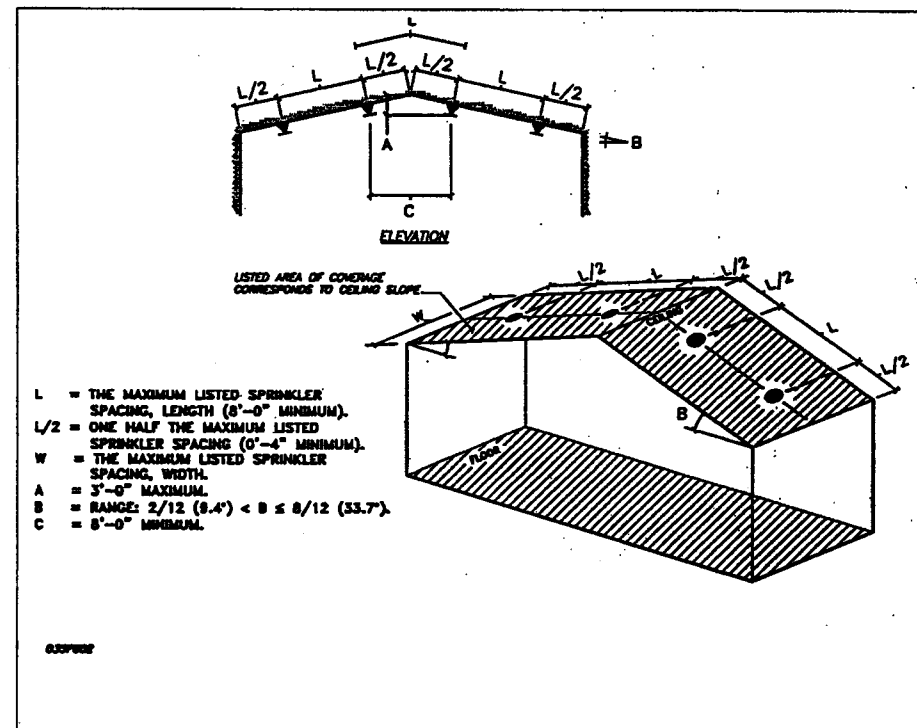 L
L/2 L L/2 L/2 L L/2
A
B
C
ELEVATION
LISTED AREA OF COVERAGE
CORRESPONDS TO CEILING SLOPE.
W L/2 L L/2
L/2
L
L/2
CEILING
B
FLOOR
L = THE MAXIMUM LISTED SPRINKLER
SPACING, LENGTH (8'-0" MINIMUM).
L/2 = ONE HALF THE MAXIMUM LISTED
SPRINKLER SPACING (0'-4" MINIMUM).
W = THE MAXIMUM LISTED SPRINKLER
SPACING, WIDTH.
A = 3'-0" MAXIMUM.
B = RANGE: 2/12 (9.4°) < B ≤ 8/12 (33.7°).
C = 8'-0" MINIMUM.